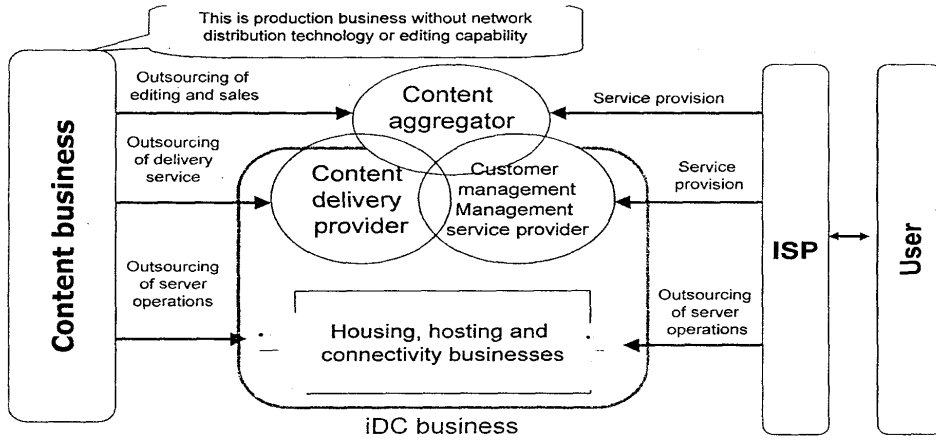 This is production business without network
distribution technology or editing capability
Content business
Outsourcing of
editing and sales
Outsourcing
of delivery
service
Outsourcing
of server
operations
Content
aggregator
Content
delivery
provider
Customer
management
Management
service provider
Housing, hosting and
connectivity businesses
iDC business
Service provision
Service
provision
Outsourcing
of server
operations
ISP
User